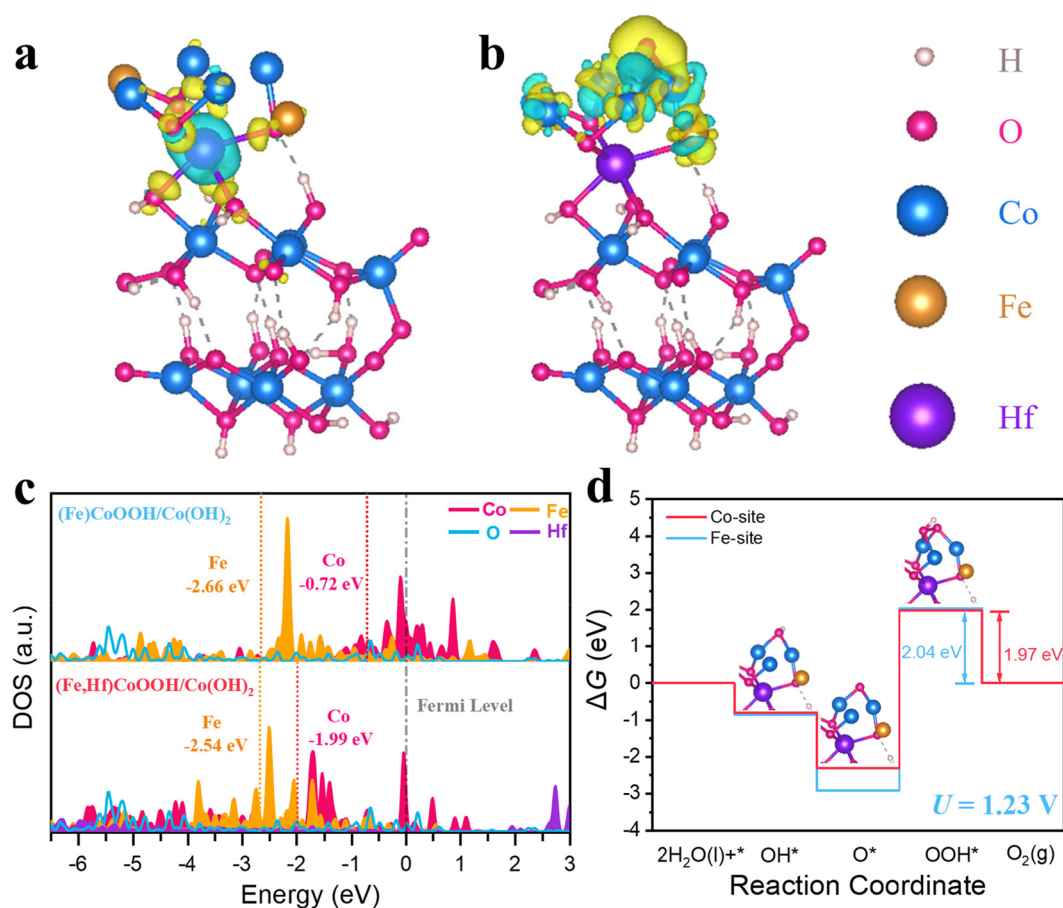 a
b
H
O
Co
Fe
Hf
c
(Fe)CoOOH/Co(OH)₂
Co Fe
O Hf
Fe
-2.66 eV
Co
-0.72 eV
(Fe,Hf)CoOOH/Co(OH)₂
Fermi Level
Fe
-2.54 eV
Co
-1.99 eV
DOS (a.u.)
-6 -5 -4 -3 -2 -1 0 1 2 3
Energy (eV)
d
Co-site
Fe-site
5
4
3
2
1
0
-1
-2
-3
-4
ΔG (eV)
2.04 eV
1.97 eV
U = 1.23 V
2H₂O(l)+* OH* O* OOH* O₂(g)
Reaction Coordinate